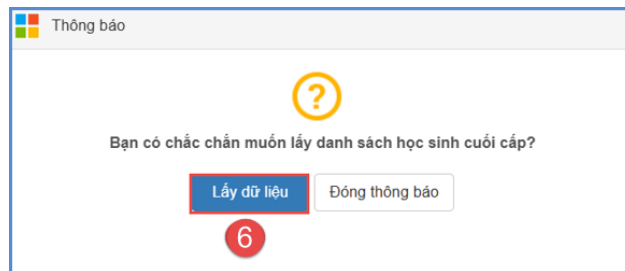 Thông báo
?
Bạn có chắc chắn muốn lấy danh sách học sinh cuối cấp?
Lấy dữ liệu Đóng thông báo
6